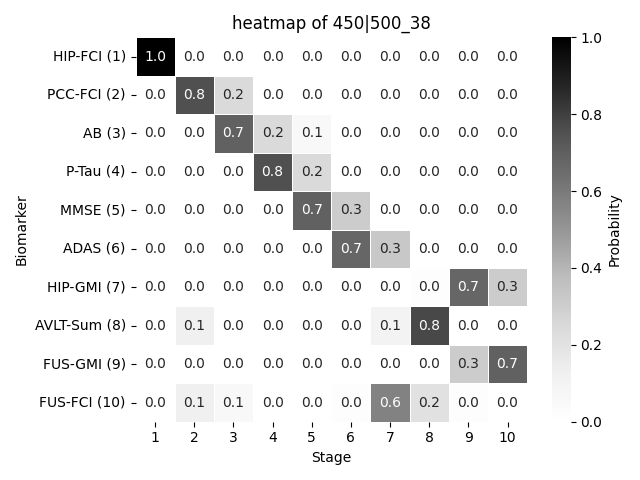 heatmap of 450|500_38
HIP-FCI (1) 1.0 0.0 0.0 0.0 0.0 0.0 0.0 0.0 0.0 0.0
PCC-FCI (2) 0.0 0.8 0.2 0.0 0.0 0.0 0.0 0.0 0.0 0.0
AB (3) 0.0 0.0 0.7 0.2 0.1 0.0 0.0 0.0 0.0 0.0
P-Tau (4) 0.0 0.0 0.0 0.8 0.2 0.0 0.0 0.0 0.0 0.0
MMSE (5) 0.0 0.0 0.0 0.0 0.7 0.3 0.0 0.0 0.0 0.0
ADAS (6) 0.0 0.0 0.0 0.0 0.0 0.7 0.3 0.0 0.0 0.0
HIP-GMI (7) 0.0 0.0 0.0 0.0 0.0 0.0 0.0 0.0 0.7 0.3
AVLT-Sum (8) 0.0 0.1 0.0 0.0 0.0 0.0 0.1 0.8 0.0 0.0
FUS-GMI (9) 0.0 0.0 0.0 0.0 0.0 0.0 0.0 0.0 0.3 0.7
FUS-FCI (10) 0.0 0.1 0.1 0.0 0.0 0.0 0.6 0.2 0.0 0.0
1 2 3 4 5 6 7 8 9 10
Stage
Biomarker
1.0
0.8
0.6
0.4
0.2
0.0
Probability